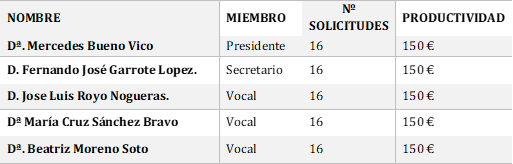 NOMBRE MIEMBRO Nº SOLICITUDES PRODUCTIVIDAD
Dª. Mercedes Bueno Vico Presidente 16 150 €
D. Fernando José Garrote Lopez. Secretario 16 150 €
D. Jose Luis Royo Nogueras. Vocal 16 150 €
Dª María Cruz Sánchez Bravo Vocal 16 150 €
Dª. Beatriz Moreno Soto Vocal 16 150 €